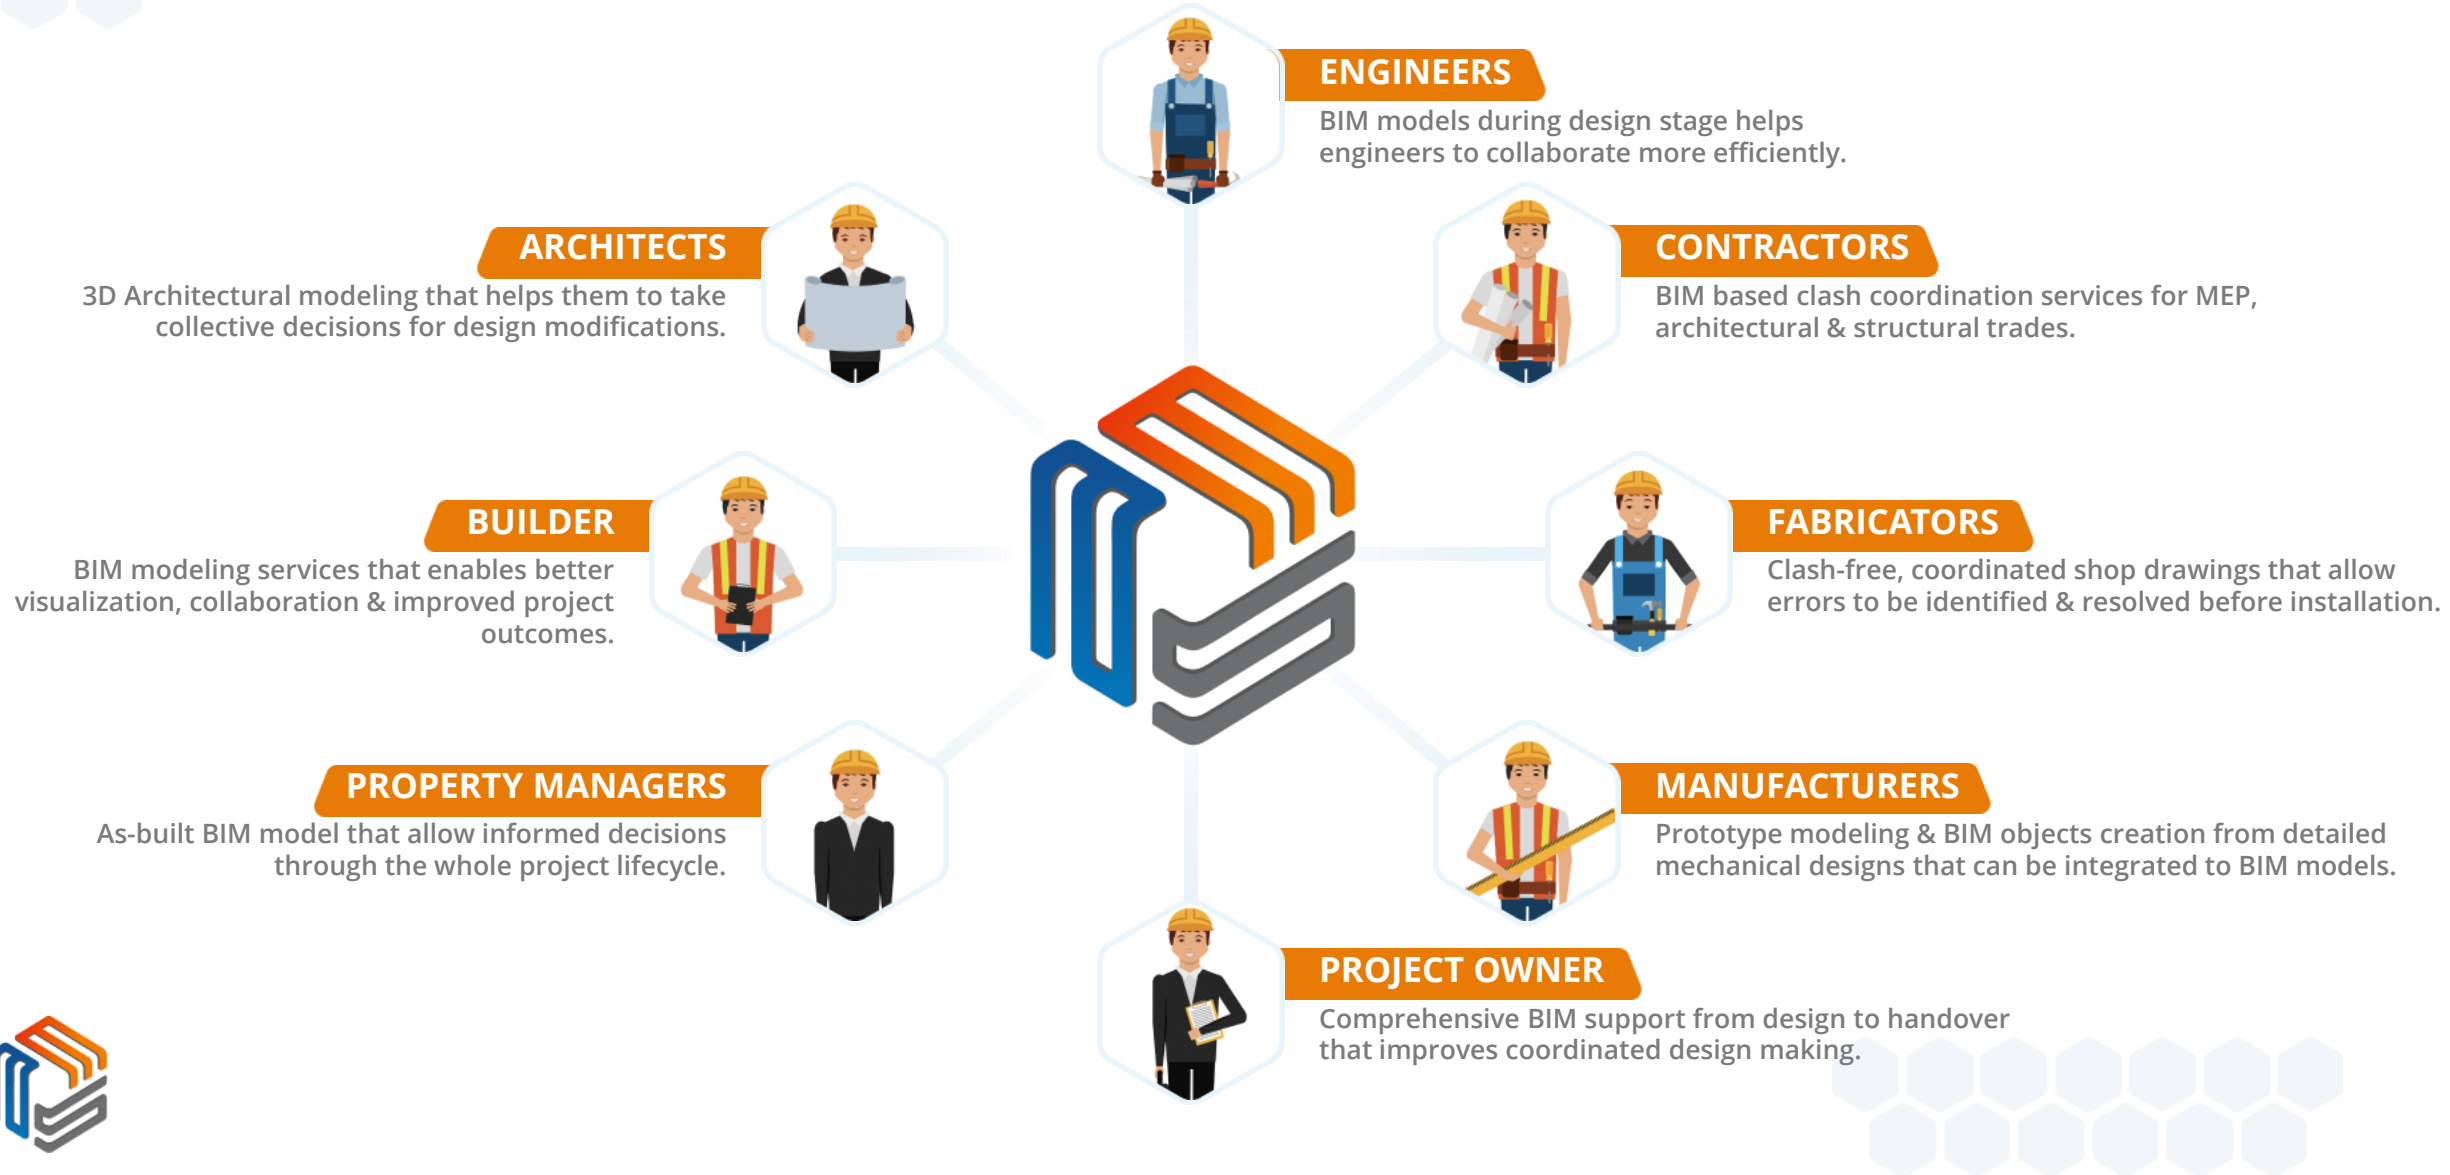 ENGINEERS
BIM models during design stage helps
engineers to collaborate more efficiently.
ARCHITECTS
3D Architectural modeling that helps them to take
collective decisions for design modifications.
CONTRACTORS
BIM based clash coordination services for MEP,
architectural & structural trades.
BUILDER
BIM modeling services that enables better
visualization, collaboration & improved project
outcomes.
FABRICATORS
Clash-free, coordinated shop drawings that allow
errors to be identified & resolved before installation.
PROPERTY MANAGERS
As-built BIM model that allow informed decisions
through the whole project lifecycle.
MANUFACTURERS
Prototype modeling & BIM objects creation from detailed
mechanical designs that can be integrated to BIM models.
PROJECT OWNER
Comprehensive BIM support from design to handover
that improves coordinated design making.